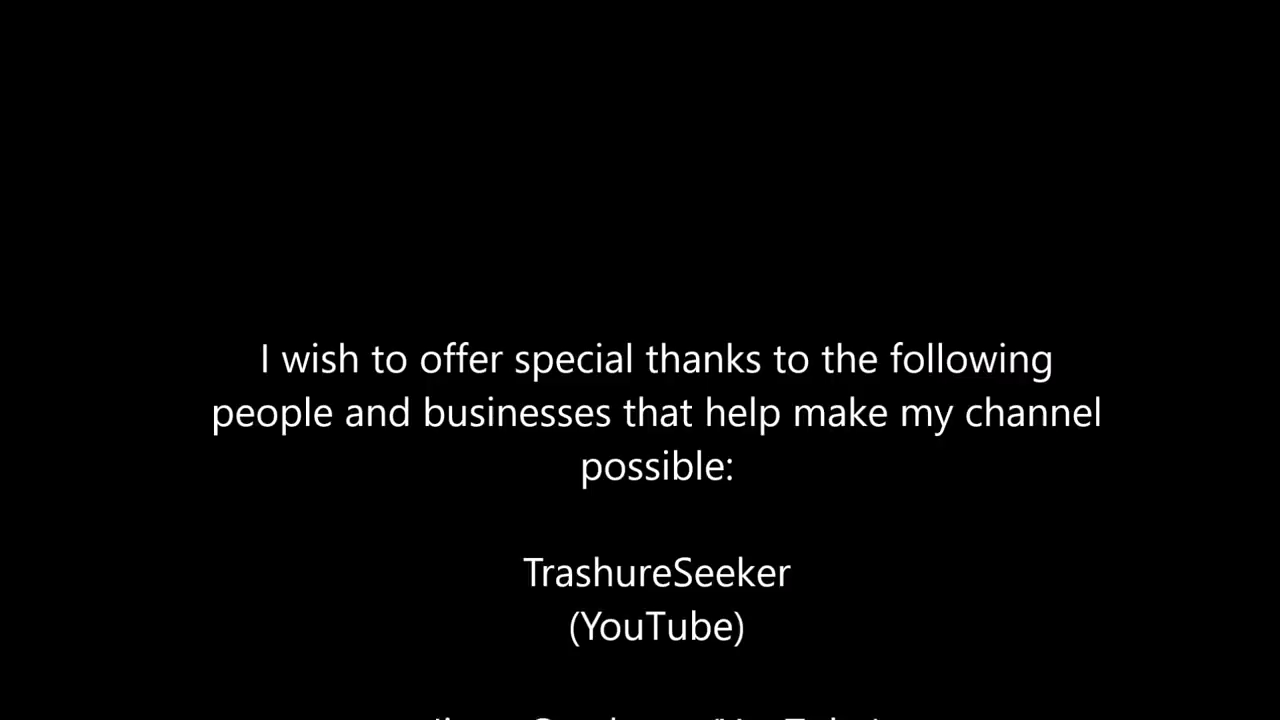 I wish to offer special thanks to the following
people and businesses that help make my channel
possible:
TrashureSeeker
(YouTube)